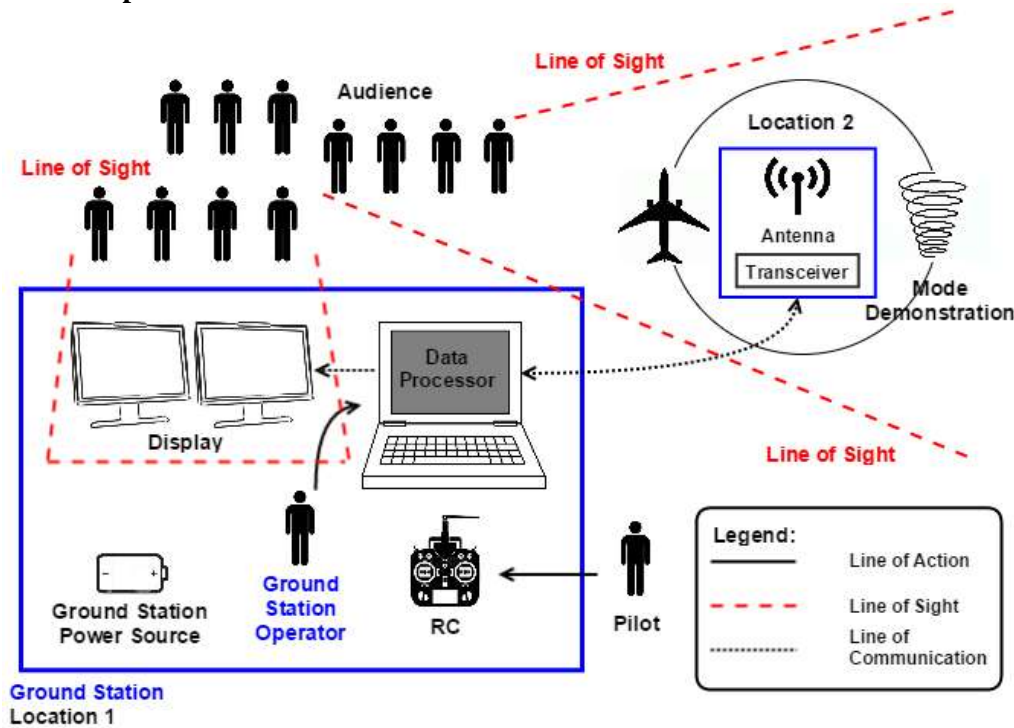 Line of Sight
Audience
Location 2
Line of Sight
Antenna
Transceiver
Mode
Demonstration
Data
Processor
Display
Line of Sight
Legend:
Line of Action
Ground Station
Power Source
Ground
Station
Operator
RC
Pilot
Line of Sight
Line of
Communication
Ground Station
Location 1